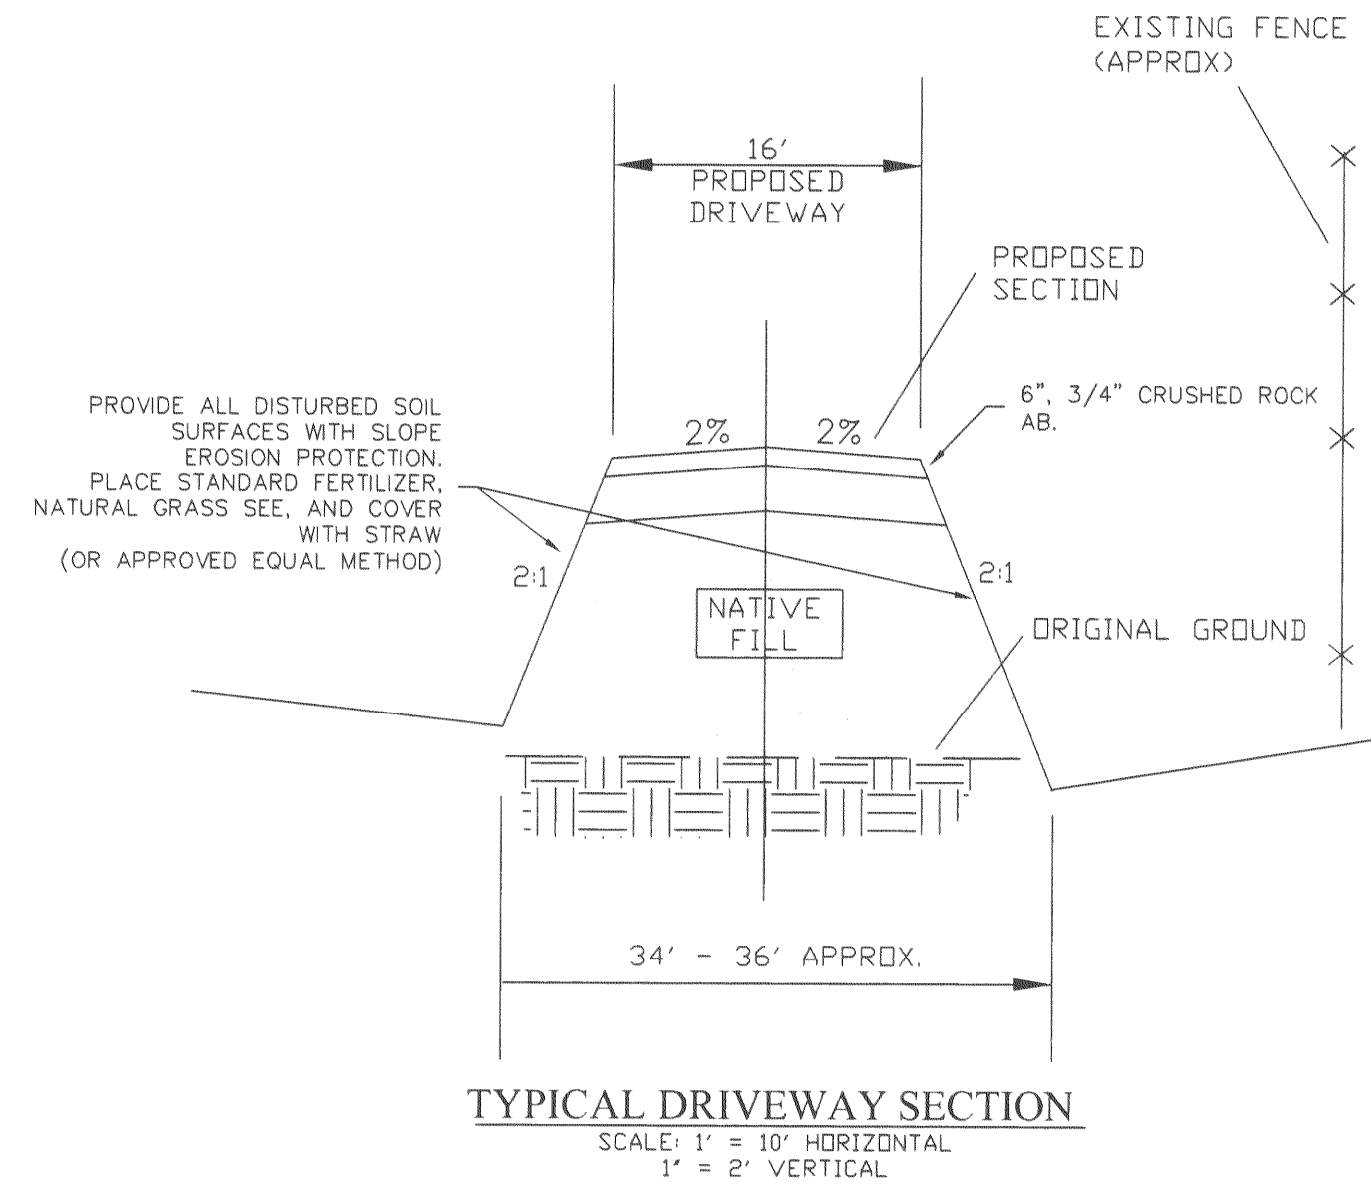 EXISTING FENCE
(APPROX)
16'
PROPOSED
DRIVEWAY
PROPOSED
SECTION
6", 3/4" CRUSHED ROCK
AB.
PROVIDE ALL DISTURBED SOIL
SURFACES WITH SLOPE
EROSION PROTECTION.
PLACE STANDARD FERTILIZER,
NATURAL GRASS SEE, AND COVER
WITH STRAW
(OR APPROVED EQUAL METHOD)
2% 2%
2:1 2:1
NATIVE
FILL
ORIGINAL GROUND
34' - 36' APPROX.
TYPICAL DRIVEWAY SECTION
SCALE: 1' = 10' HORIZONTAL
1" = 2' VERTICAL